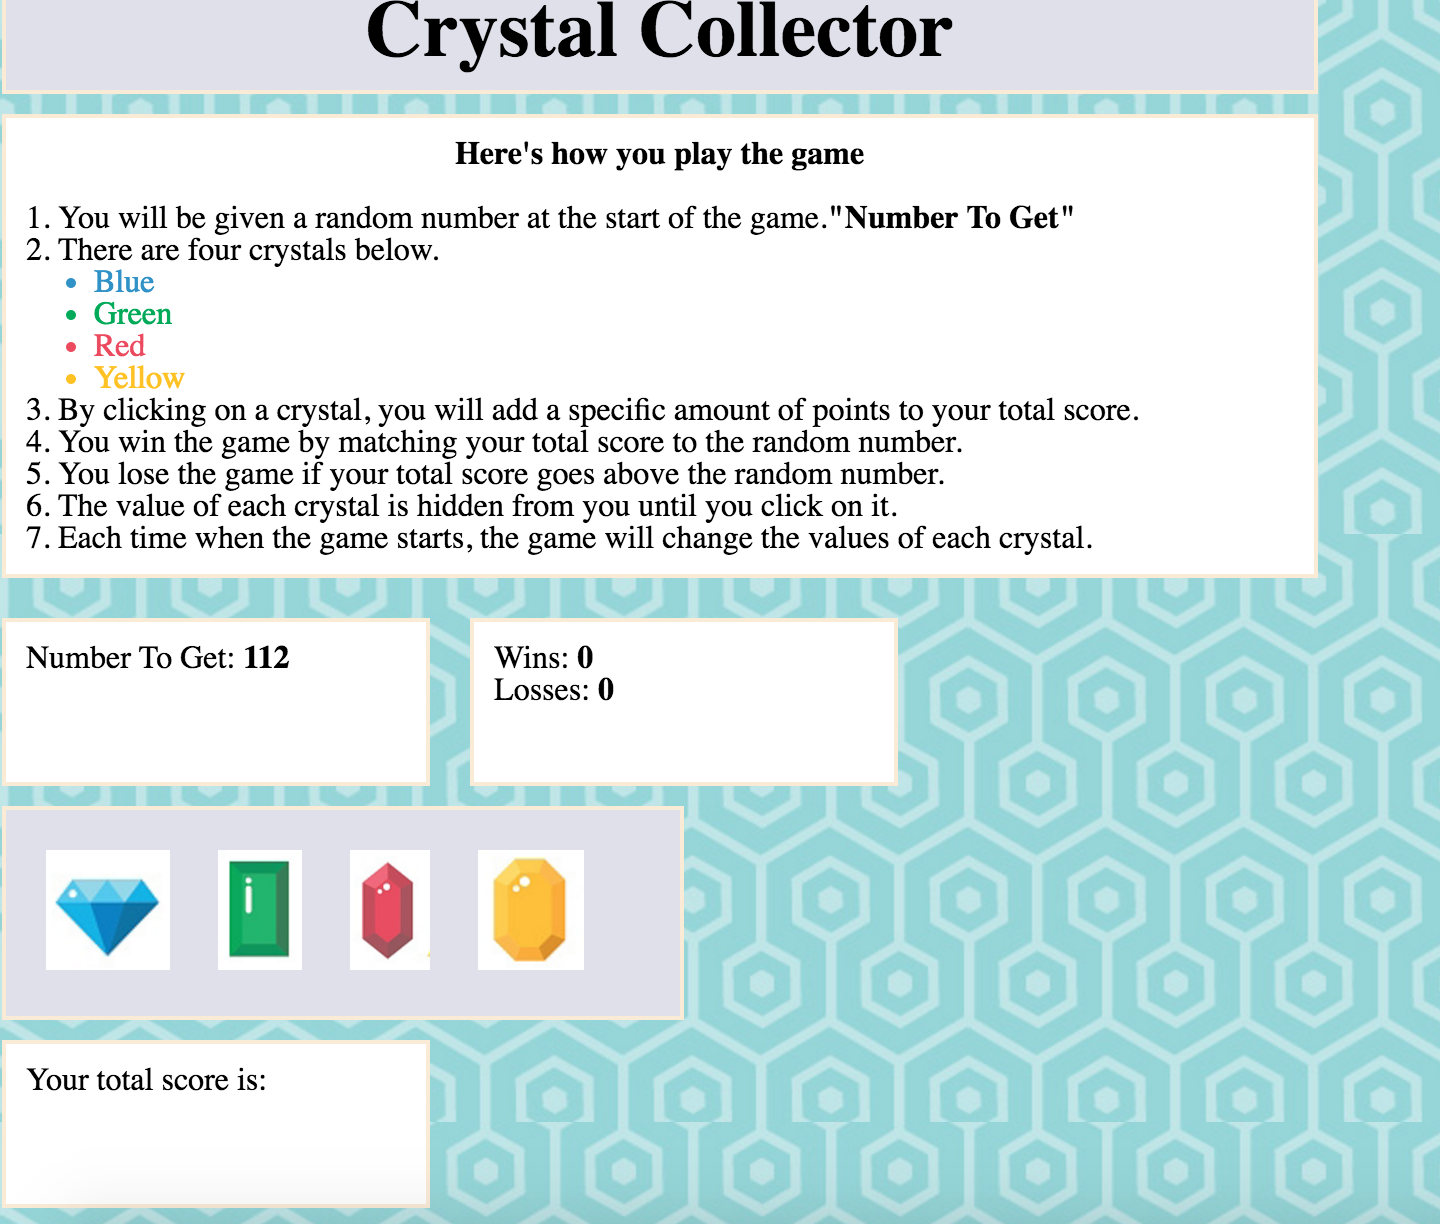 Crystal Collector
Here's how you play the game
1. You will be given a random number at the start of the game."Number To Get"
2. There are four crystals below.
• Blue
• Green
• Red
• Yellow
3. By clicking on a crystal, you will add a specific amount of points to your total score.
4. You win the game by matching your total score to the random number.
5. You lose the game if your total score goes above the random number.
6. The value of each crystal is hidden from you until you click on it.
7. Each time when the game starts, the game will change the values of each crystal.
Number To Get: 112
Wins: 0
Losses: 0
Your total score is: